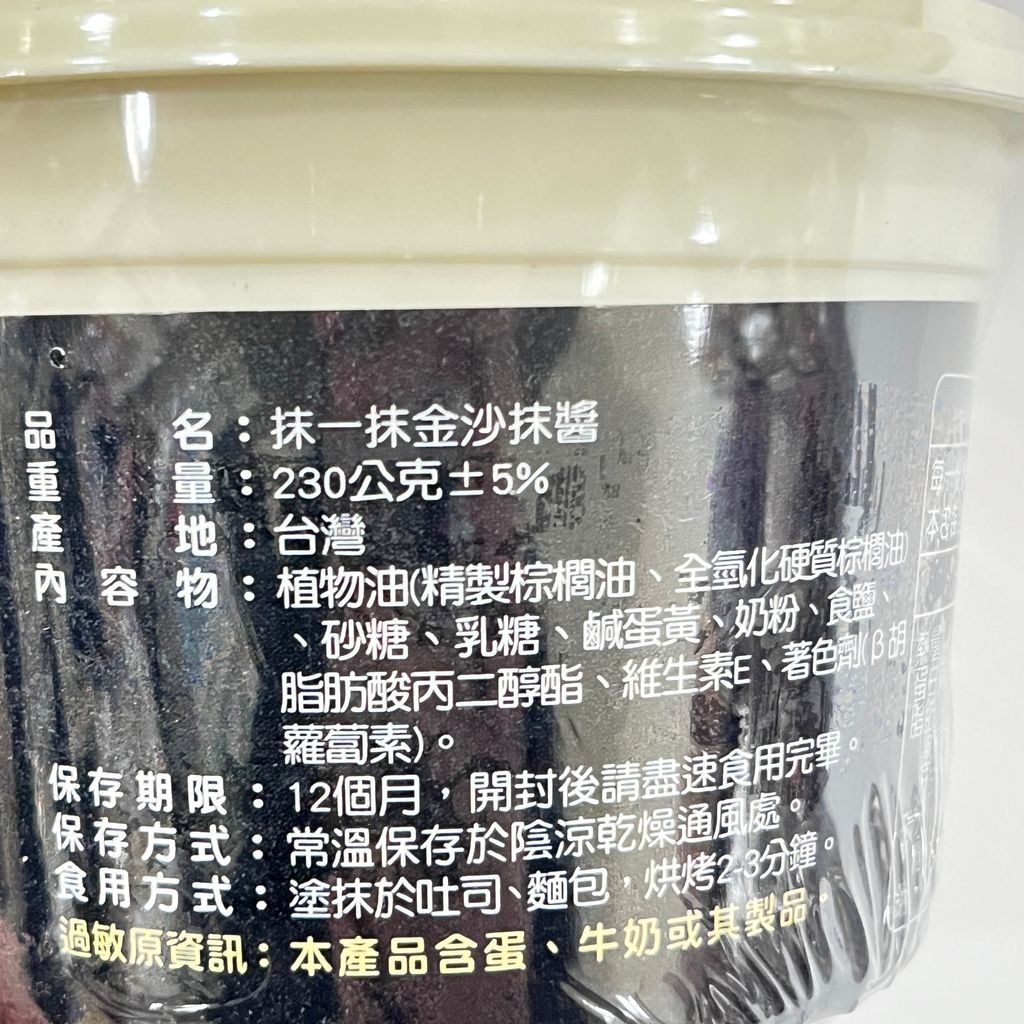 品名：抹一抹金沙抹醬
重量：230公克±5%
產地：台灣
內容物：植物油(精製棕櫚油、全氫化硬質棕櫚油)
、砂糖、乳糖、鹹蛋黃、奶粉、食鹽、
脂肪酸丙二醇酯、維生素E、著色劑(β胡
蘿蔔素)。
保存期限：12個月，開封後請盡速食用完畢。
保存方式：常溫保存於陰涼乾燥通風處。
食用方式：塗抹於吐司、麵包，烘烤2-3分鐘。
過敏原資訊：本產品含蛋、牛奶或其製品。
每一
本包